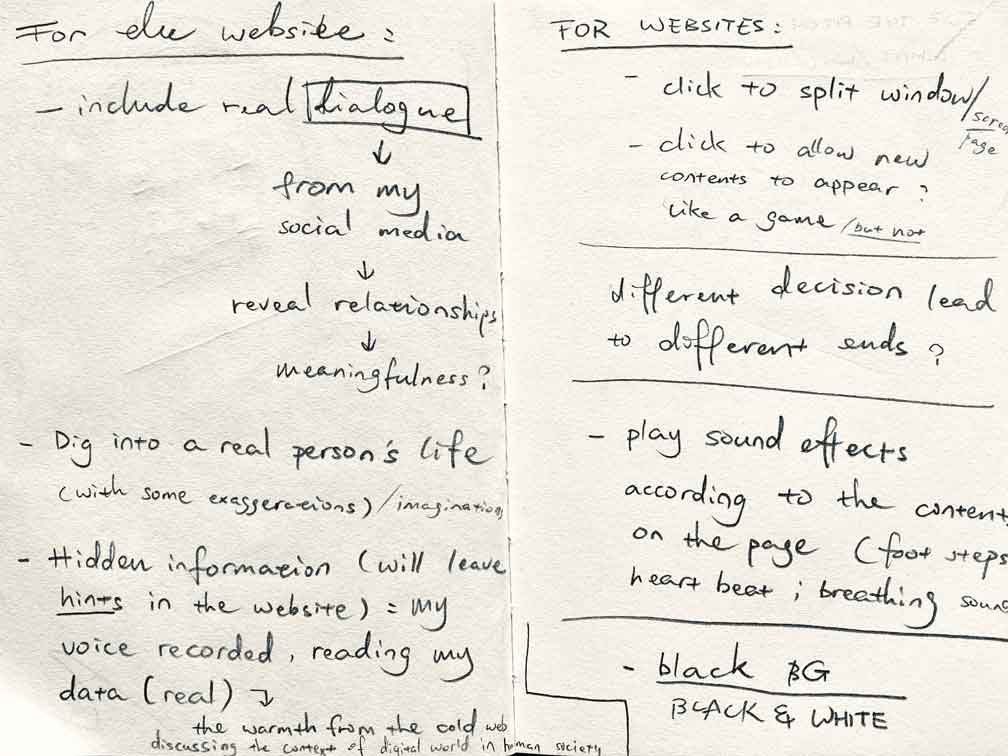 For the website :
- include real dialogue
↓
from my
social media
↓
reveal relationships
↓
meaningfulness?
- Dig into a real person's life
(with some exaggerations) / imaginations
- Hidden information (will leave
hints in the website) = my
voice recorded, reading my
data (real) ↴
the warmth from the cold web
discussing the context of digital world in human society
FOR WEBSITES:
- click to split window/
screen
page
- click to allow new
contents to appear?
Like a game /but not
different decision lead
to different ends?
- play sound effects
according to the content
on the page (foot steps
heart beat ; breathing sound
- black BG
BLACK & WHITE